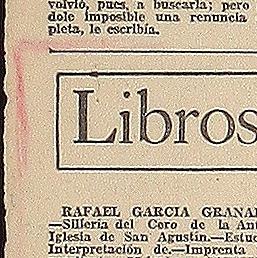 volvió, pues, a buscarla; pero
dole imposible una renuncia
pleta, le escribía.
Libros
RAFAEL GARCIA GRANA
—Sillería del Coro de la Ant
Iglesia de San Agustín.—Estu
Interpretación de.—Imprenta